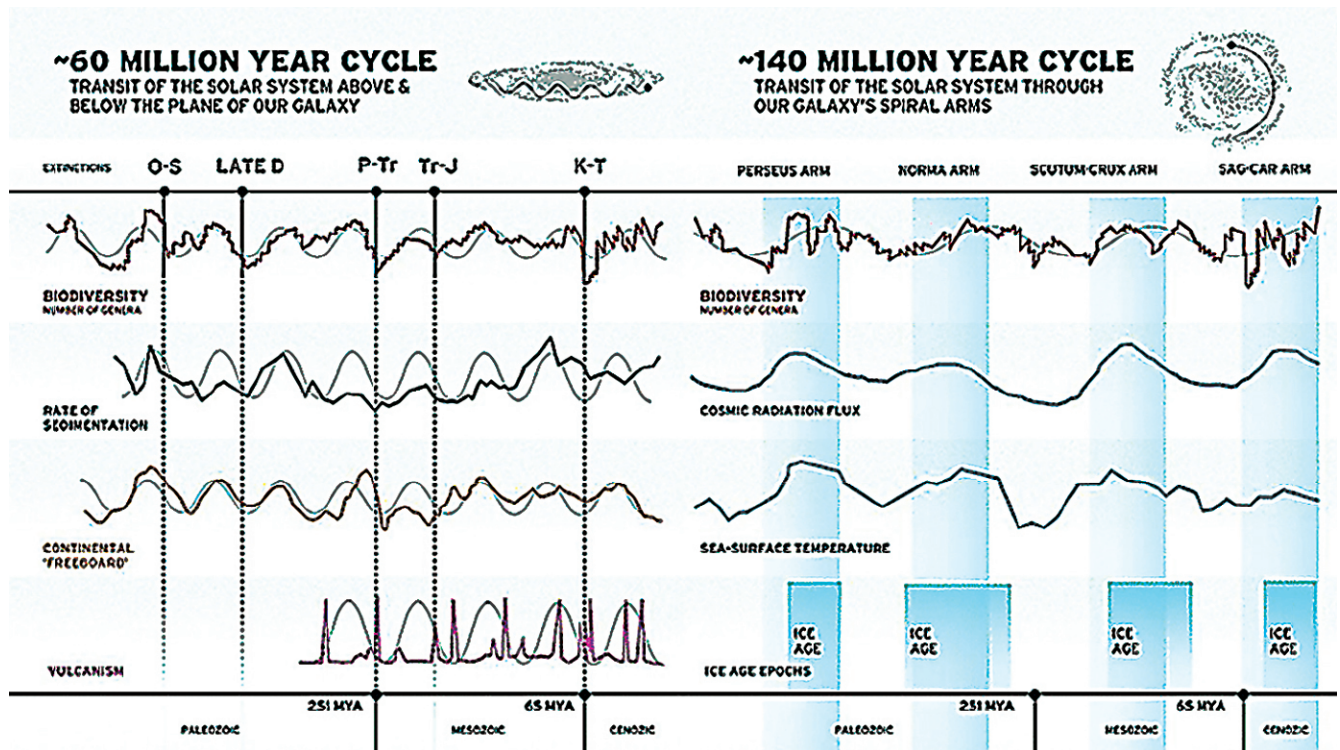 ~60 MILLION YEAR CYCLE
TRANSIT OF THE SOLAR SYSTEM ABOVE &
BELOW THE PLANE OF OUR GALAXY
EXTINCTIONS
O-S
LATE D
P-Tr
Tr-J
K-T
BIODIVERSITY
NUMBER OF GENERA
RATE OF
SEDIMENTATION
CONTINENTAL
"FREEBOARD"
VULCANISM
251 MYA
65 MYA
PALEOZOIC
MESOZOIC
CENOZIC
~140 MILLION YEAR CYCLE
TRANSIT OF THE SOLAR SYSTEM THROUGH
OUR GALAXY'S SPIRAL ARMS
PERSEUS ARM
NORMA ARM
SCUTUM-CRUX ARM
SAG-CAR ARM
BIODIVERSITY
NUMBER OF GENERA
COSMIC RADIATION FLUX
SEA-SURFACE TEMPERATURE
ICE
AGE
ICE
AGE
ICE
AGE
ICE
AGE
ICE AGE EPOCHS
251 MYA
65 MYA
PALEOZOIC
MESOZOIC
CENOZIC